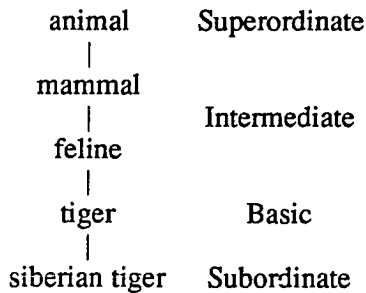 animal Superordinate
mammal
Intermediate
feline
tiger Basic
siberian tiger Subordinate